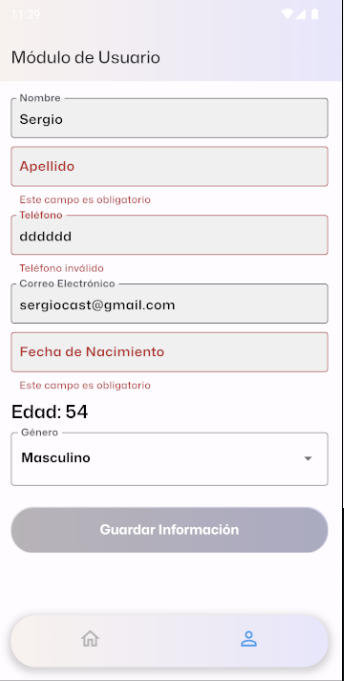 11:29
Módulo de Usuario
Nombre
Sergio
Apellido
Este campo es obligatorio
Teléfono
dddddd
Teléfono inválido
Correo Electrónico
sergiocast@gmail.com
Fecha de Nacimiento
Este campo es obligatorio
Edad: 54
Género
Masculino
Guardar Información